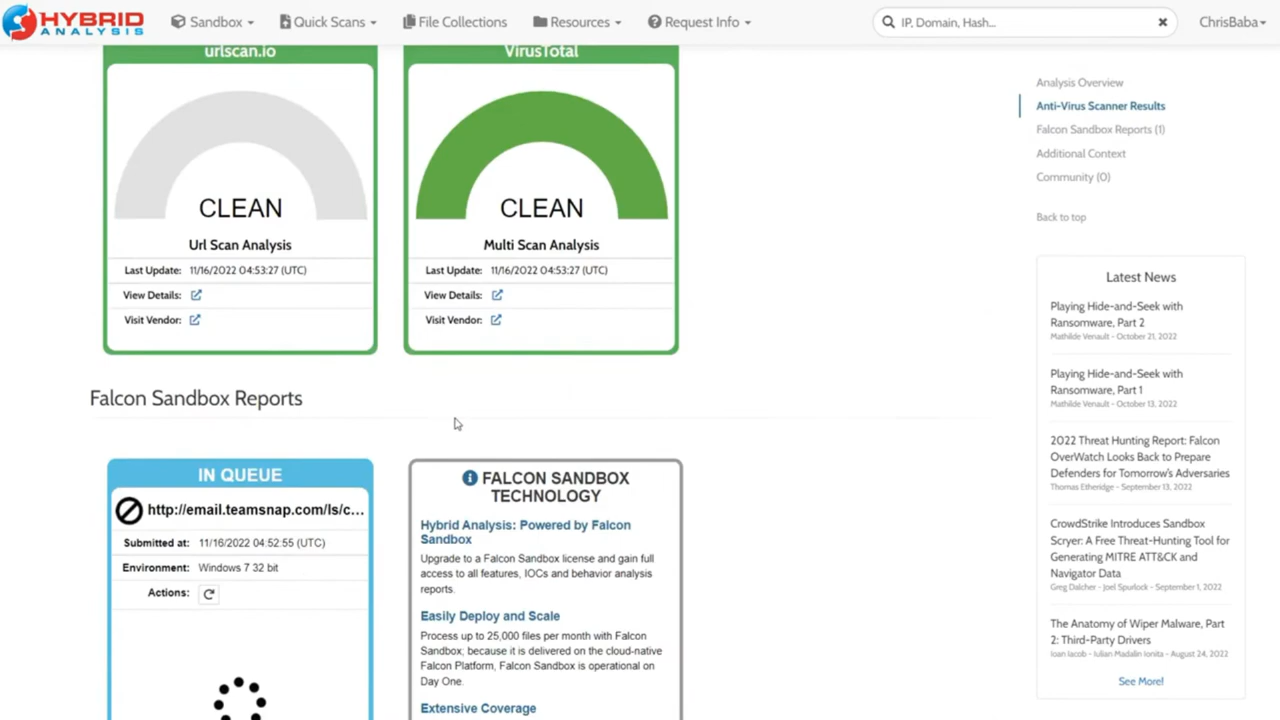 HYBRID
ANALYSIS
Sandbox
Quick Scans
File Collections
Resources
Request Info
IP, Domain, Hash...
ChrisBaba
urlscan.io
CLEAN
Url Scan Analysis
Last Update: 11/16/2022 04:53:27 (UTC)
View Details:
Visit Vendor:
VirusTotal
CLEAN
Multi Scan Analysis
Last Update: 11/16/2022 04:53:27 (UTC)
View Details:
Visit Vendor:
Falcon Sandbox Reports
IN QUEUE
http://email.teamsnap.com/ls/c...
Submitted at: 11/16/2022 04:52:55 (UTC)
Environment: Windows 7 32 bit
Actions:
FALCON SANDBOX
TECHNOLOGY
Hybrid Analysis: Powered by Falcon
Sandbox
Upgrade to a Falcon Sandbox license and gain full
access to all features, IOCs and behavior analysis
reports.
Easily Deploy and Scale
Process up to 25,000 files per month with Falcon
Sandbox; because it is delivered on the cloud-native
Falcon Platform, Falcon Sandbox is operational on
Day One.
Extensive Coverage
Analysis Overview
Anti-Virus Scanner Results
Falcon Sandbox Reports (1)
Additional Context
Community (0)
Back to top
Latest News
Playing Hide-and-Seek with
Ransomware, Part 2
Mathilde Venault - October 21, 2022
Playing Hide-and-Seek with
Ransomware, Part 1
Mathilde Venault - October 13, 2022
2022 Threat Hunting Report: Falcon
OverWatch Looks Back to Prepare
Defenders for Tomorrow's Adversaries
Thomas Etheridge - September 13, 2022
CrowdStrike Introduces Sandbox
Scryer: A Free Threat-Hunting Tool for
Generating MITRE ATT&CK and
Navigator Data
Greg Dalcher - Joel Spurlock - September 1, 2022
The Anatomy of Wiper Malware, Part
2: Third-Party Drivers
Ioan Iacob - Iulian Madalin Ionita - August 24, 2022
See More!